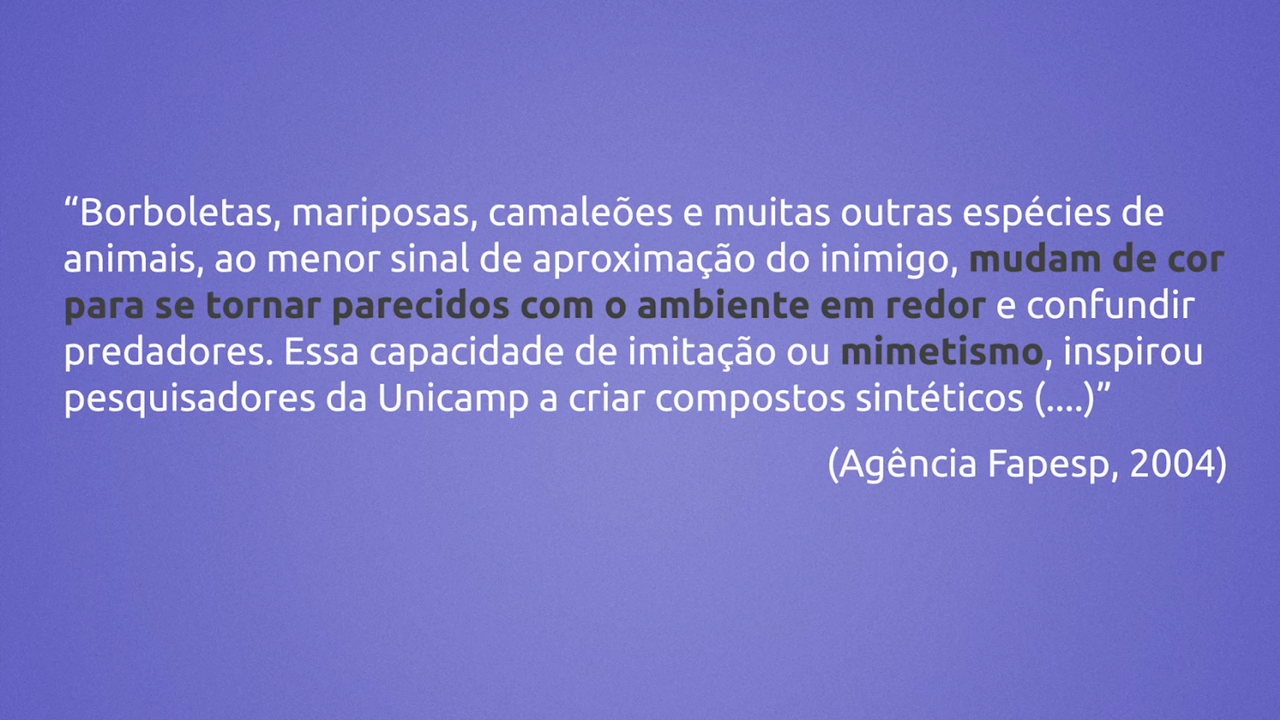 “Borboletas, mariposas, camaleões e muitas outras espécies de
animais, ao menor sinal de aproximação do inimigo, mudam de cor
para se tornar parecidos com o ambiente em redor e confundir
predadores. Essa capacidade de imitação ou mimetismo, inspirou
pesquisadores da Unicamp a criar compostos sintéticos (....)”
(Agência Fapesp, 2004)